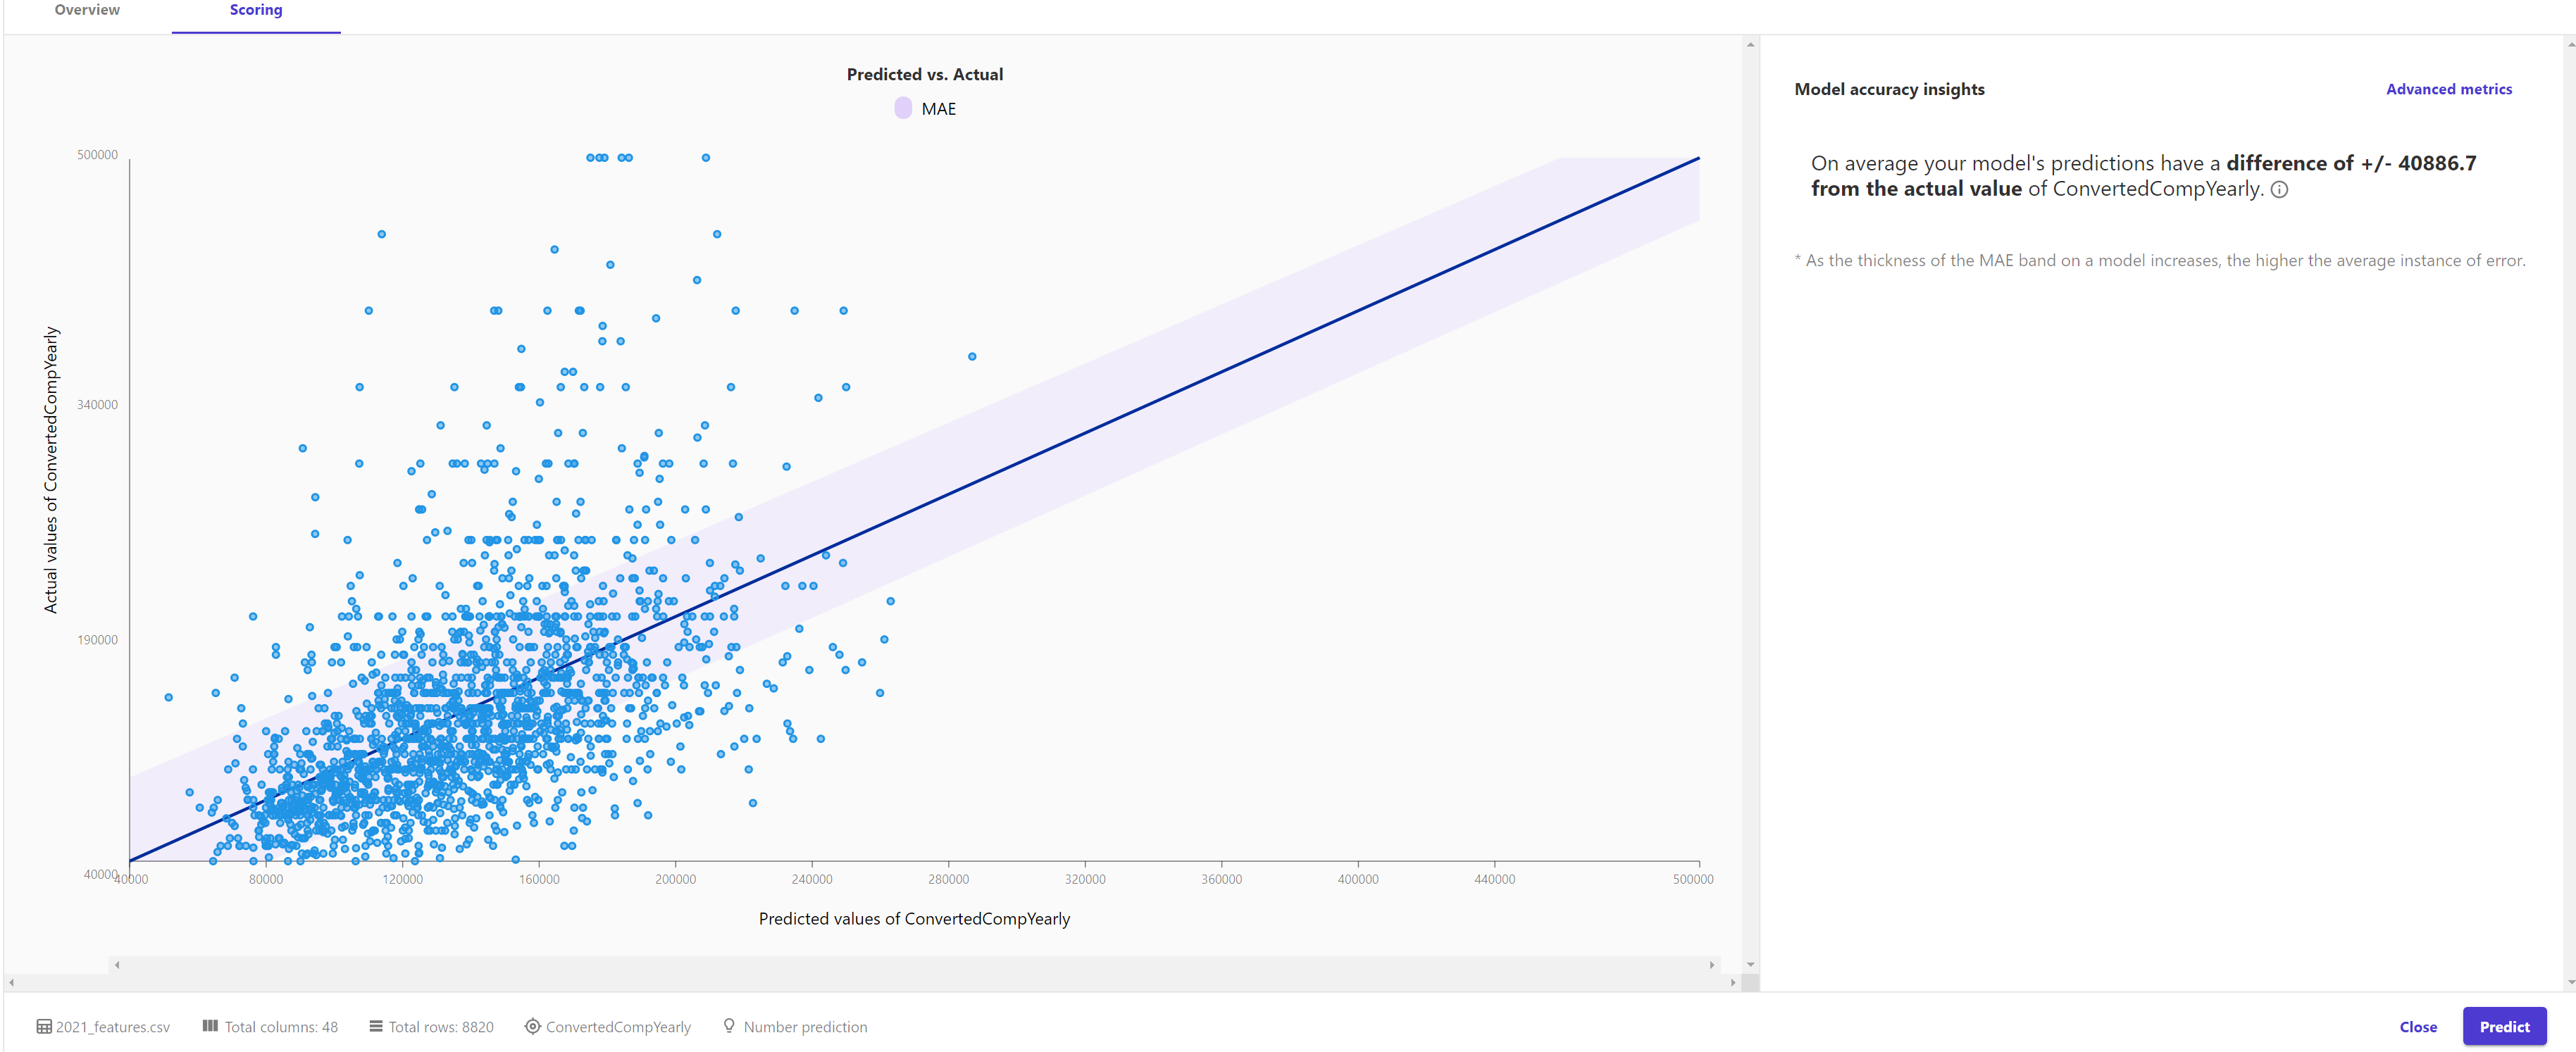 Overview
Scoring
Predicted vs. Actual
MAE
500000
340000
190000
40000
Actual values of ConvertedCompYearly
40000
80000
120000
160000
200000
240000
280000
320000
360000
400000
440000
500000
Predicted values of ConvertedCompYearly
Model accuracy insights
Advanced metrics
On average your model's predictions have a difference of +/- 40886.7
from the actual value of ConvertedCompYearly.
* As the thickness of the MAE band on a model increases, the higher the average instance of error.
2021_features.csv
Total columns: 48
Total rows: 8820
ConvertedCompYearly
Number prediction
Close
Predict